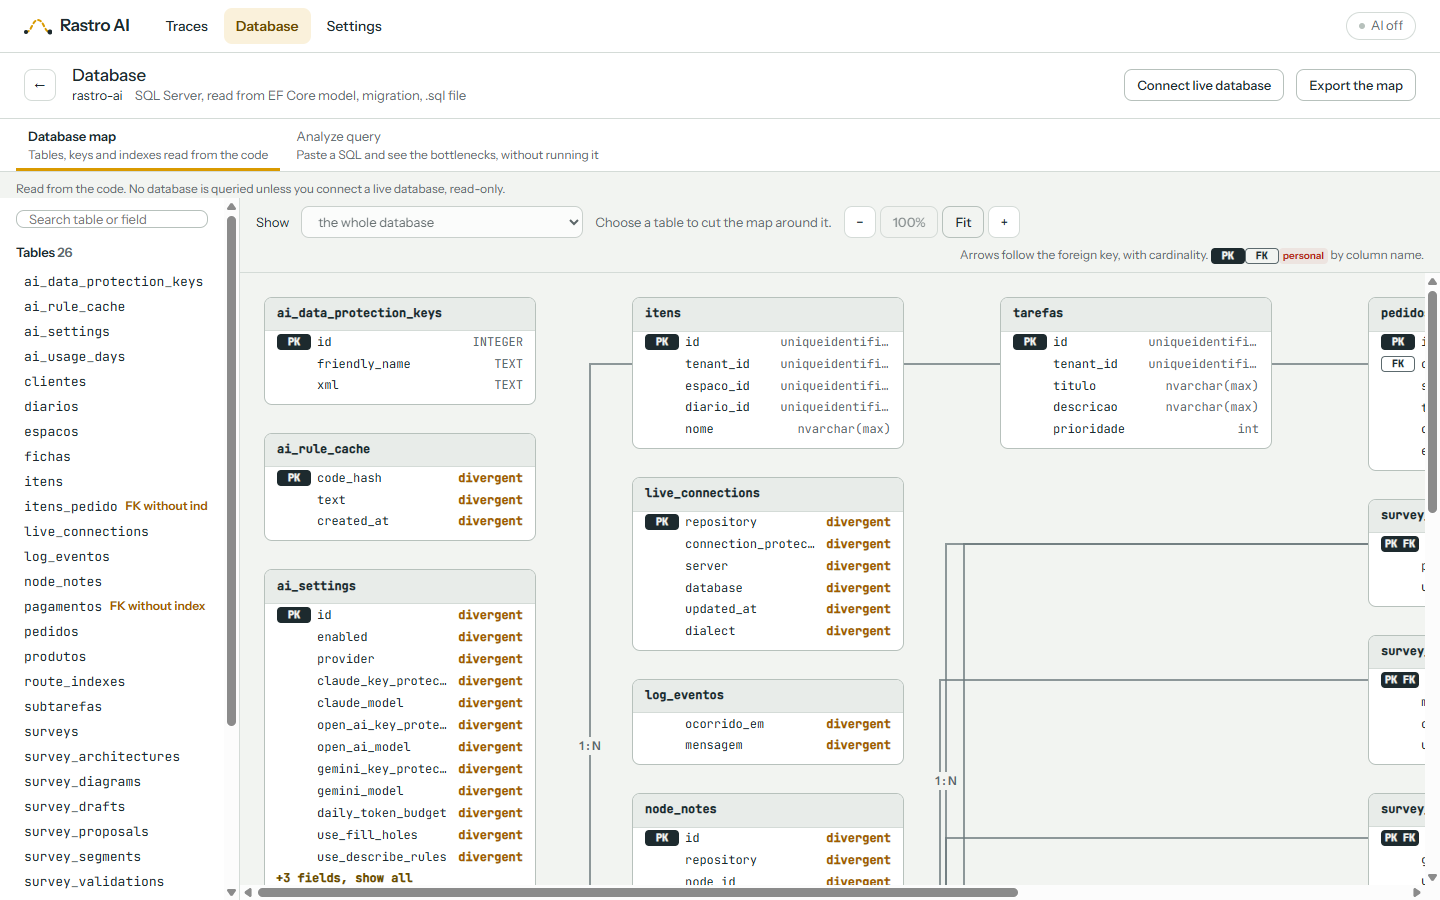 Rastro AI
Traces
Database
Settings
AI off
←
Database
rastro-ai SQL Server, read from EF Core model, migration, .sql file
Connect live database
Export the map
Database map
Tables, keys and indexes read from the code
Analyze query
Paste a SQL and see the bottlenecks, without running it
Read from the code. No database is queried unless you connect a live database, read-only.
Search table or field
Tables 26
ai_data_protection_keys
ai_rule_cache
ai_settings
ai_usage_days
clientes
diarios
espacos
fichas
itens
itens_pedido FK without ind
live_connections
log_eventos
node_notes
pagamentos FK without index
pedidos
produtos
route_indexes
subtarefas
surveys
survey_architectures
survey_diagrams
survey_drafts
survey_proposals
survey_segments
survey_validations
Show
the whole database
Choose a table to cut the map around it.
−
100%
Fit
+
Arrows follow the foreign key, with cardinality. PK FK personal by column name.
ai_data_protection_keys
PK id INTEGER
friendly_name TEXT
xml TEXT
ai_rule_cache
PK code_hash divergent
text divergent
created_at divergent
ai_settings
PK id divergent
enabled divergent
provider divergent
claude_key_protec… divergent
claude_model divergent
open_ai_key_prote… divergent
open_ai_model divergent
gemini_key_protec… divergent
gemini_model divergent
daily_token_budget divergent
use_fill_holes divergent
use_describe_rules divergent
+3 fields, show all
1:N
itens
PK id uniqueidentifi…
tenant_id uniqueidentifi…
espaco_id uniqueidentifi…
diario_id uniqueidentifi…
nome nvarchar(max)
live_connections
PK repository divergent
connection_protec… divergent
server divergent
database divergent
updated_at divergent
dialect divergent
log_eventos
ocorrido_em divergent
mensagem divergent
node_notes
PK id divergent
repository divergent
node_id divergent
1:N
tarefas
PK id uniqueidentifi…
tenant_id uniqueidentifi…
titulo nvarchar(max)
descricao nvarchar(max)
prioridade int
pedido
PK
FK
survey_
PK FK
survey_
PK FK
survey_
PK FK